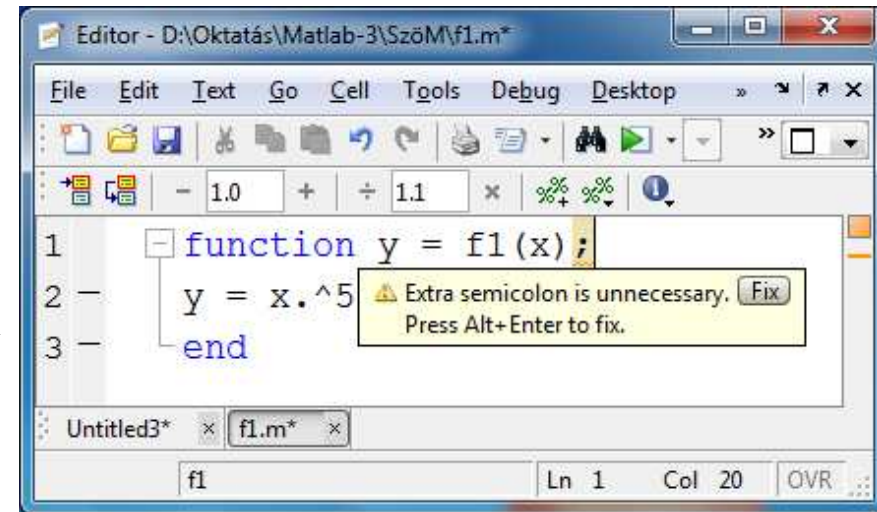 Editor - D:\Oktatás\Matlab-3\SzöM\f1.m*
File Edit Text Go Cell Tools Debug Desktop »
»
- 1.0 + ÷ 1.1 ×
1 function y = f1(x);
2 - y = x.^5
Extra semicolon is unnecessary. Fix
Press Alt+Enter to fix.
3 - end
Untitled3* × f1.m* ×
f1 Ln 1 Col 20 OVR